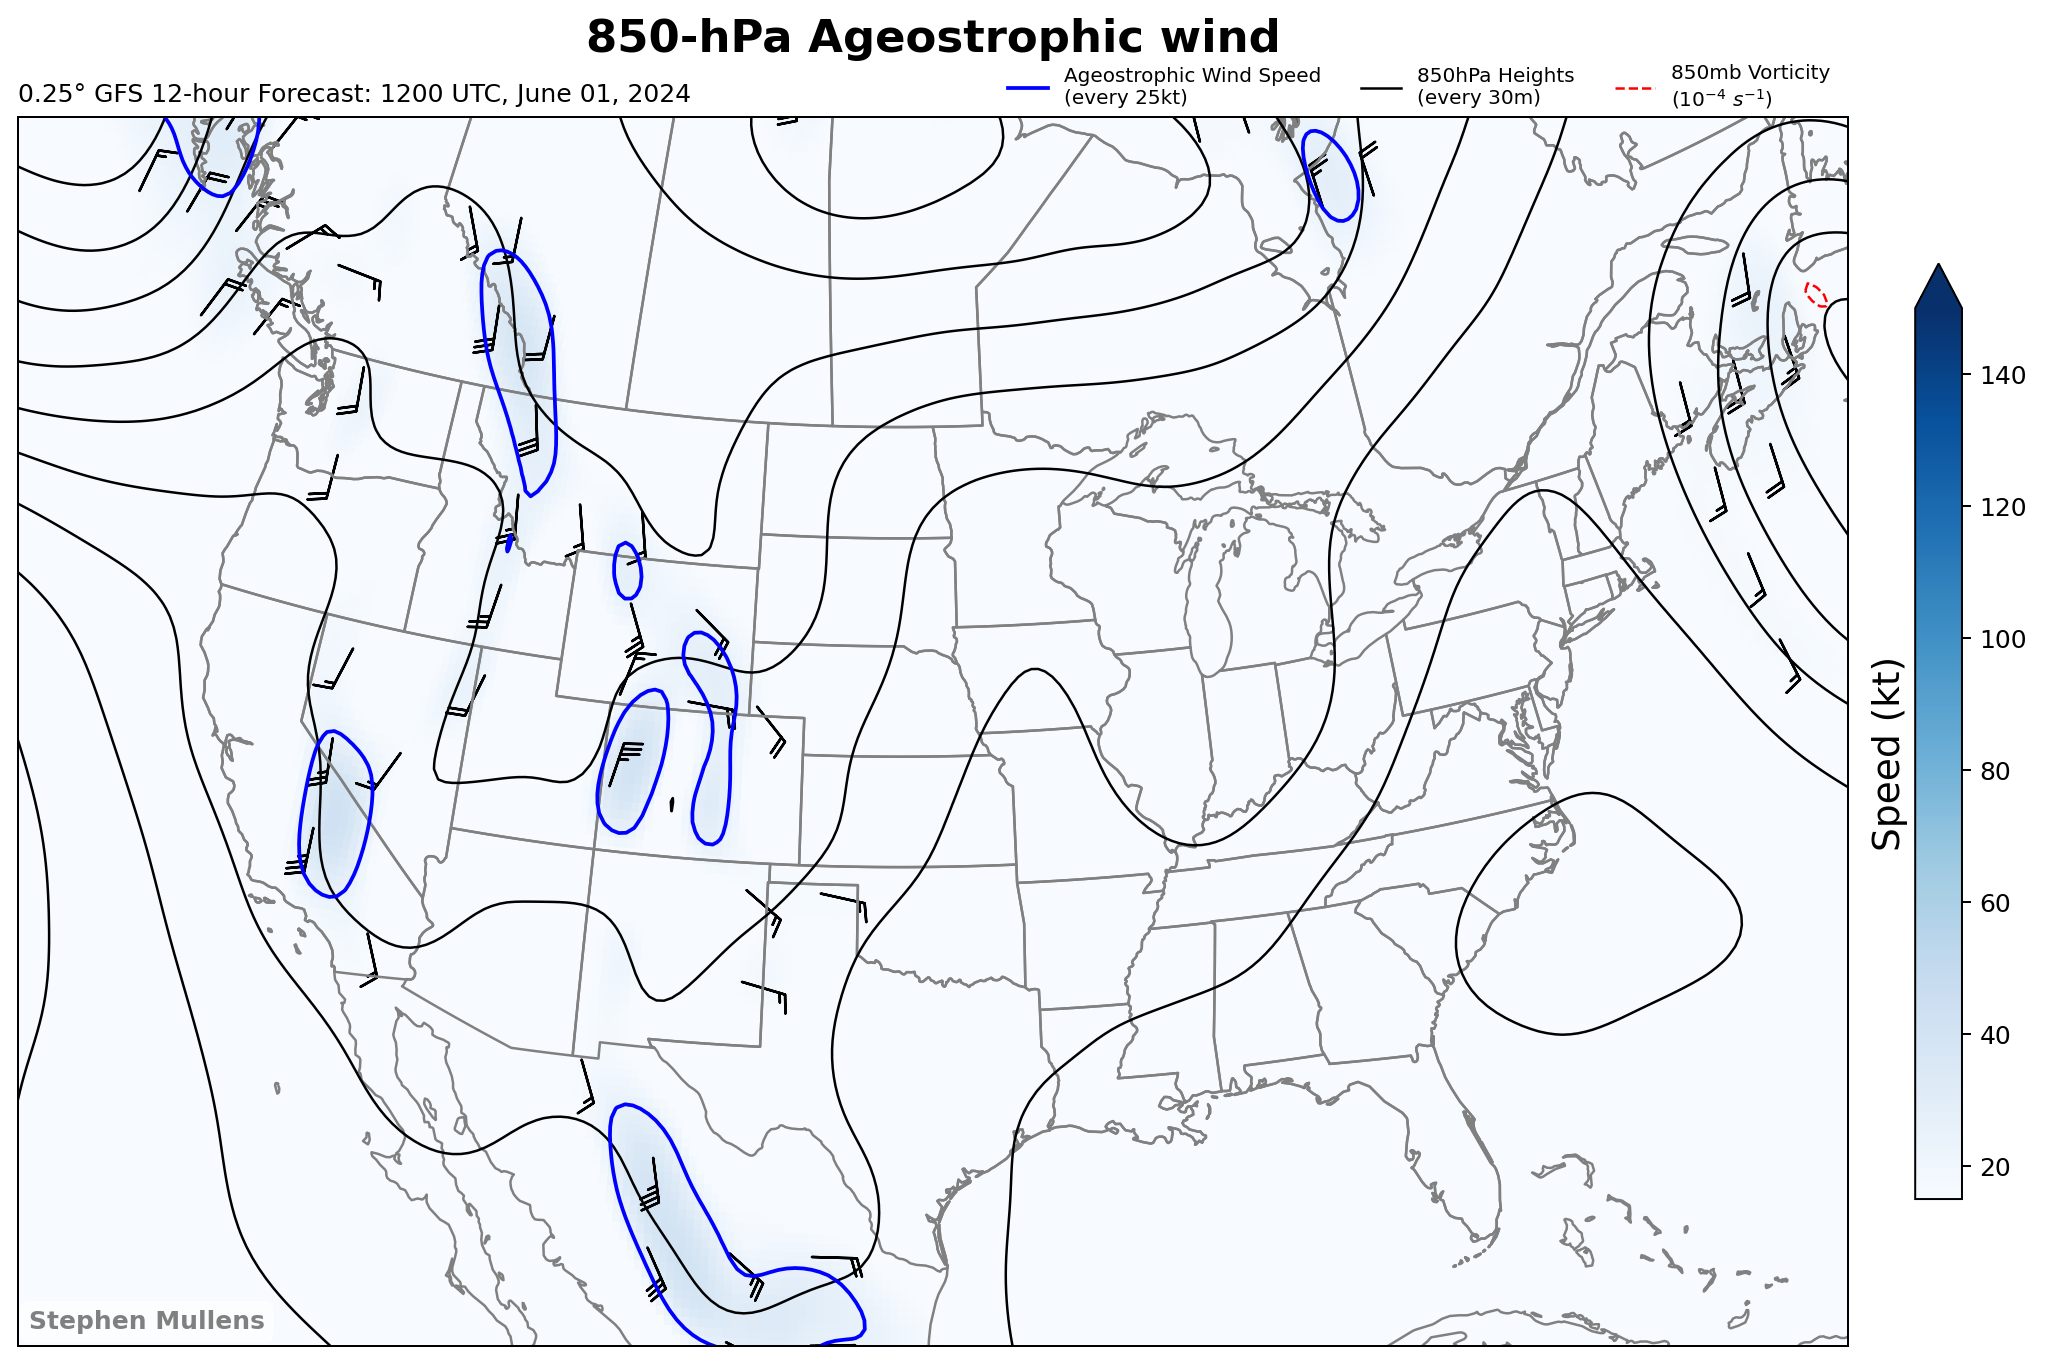 850-hPa Ageostrophic wind
0.25° GFS 12-hour Forecast: 1200 UTC, June 01, 2024
Ageostrophic Wind Speed
(every 25kt)
850hPa Heights
(every 30m)
850mb Vorticity
(10⁻⁴ s⁻¹)
140
120
100
80
60
40
20
Speed (kt)
Stephen Mullens